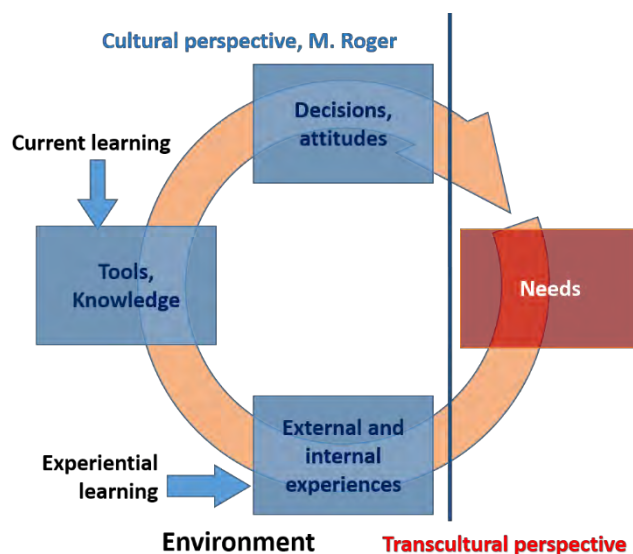 Cultural perspective, M. Roger
Decisions,
attitudes
Current learning
Tools,
Knowledge
Needs
External and
internal
experiences
Experiential
learning
Environment
Transcultural perspective